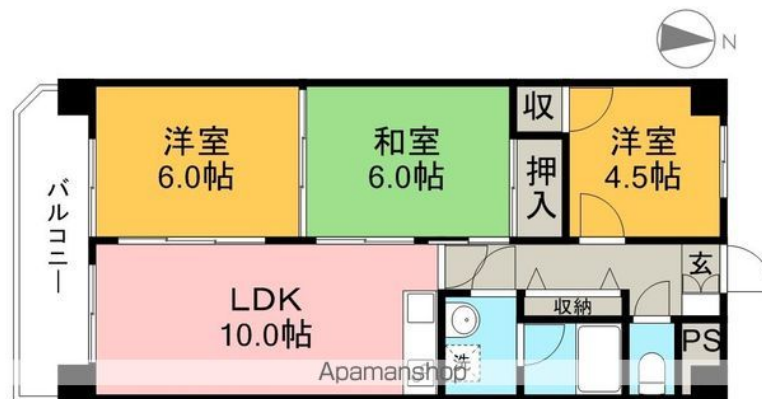 N
洋室
6.0帖
和室
6.0帖
収
押入
洋室
4.5帖
バルコニー
LDK
10.0帖
玄
収納
洗
PS
Apamanshop